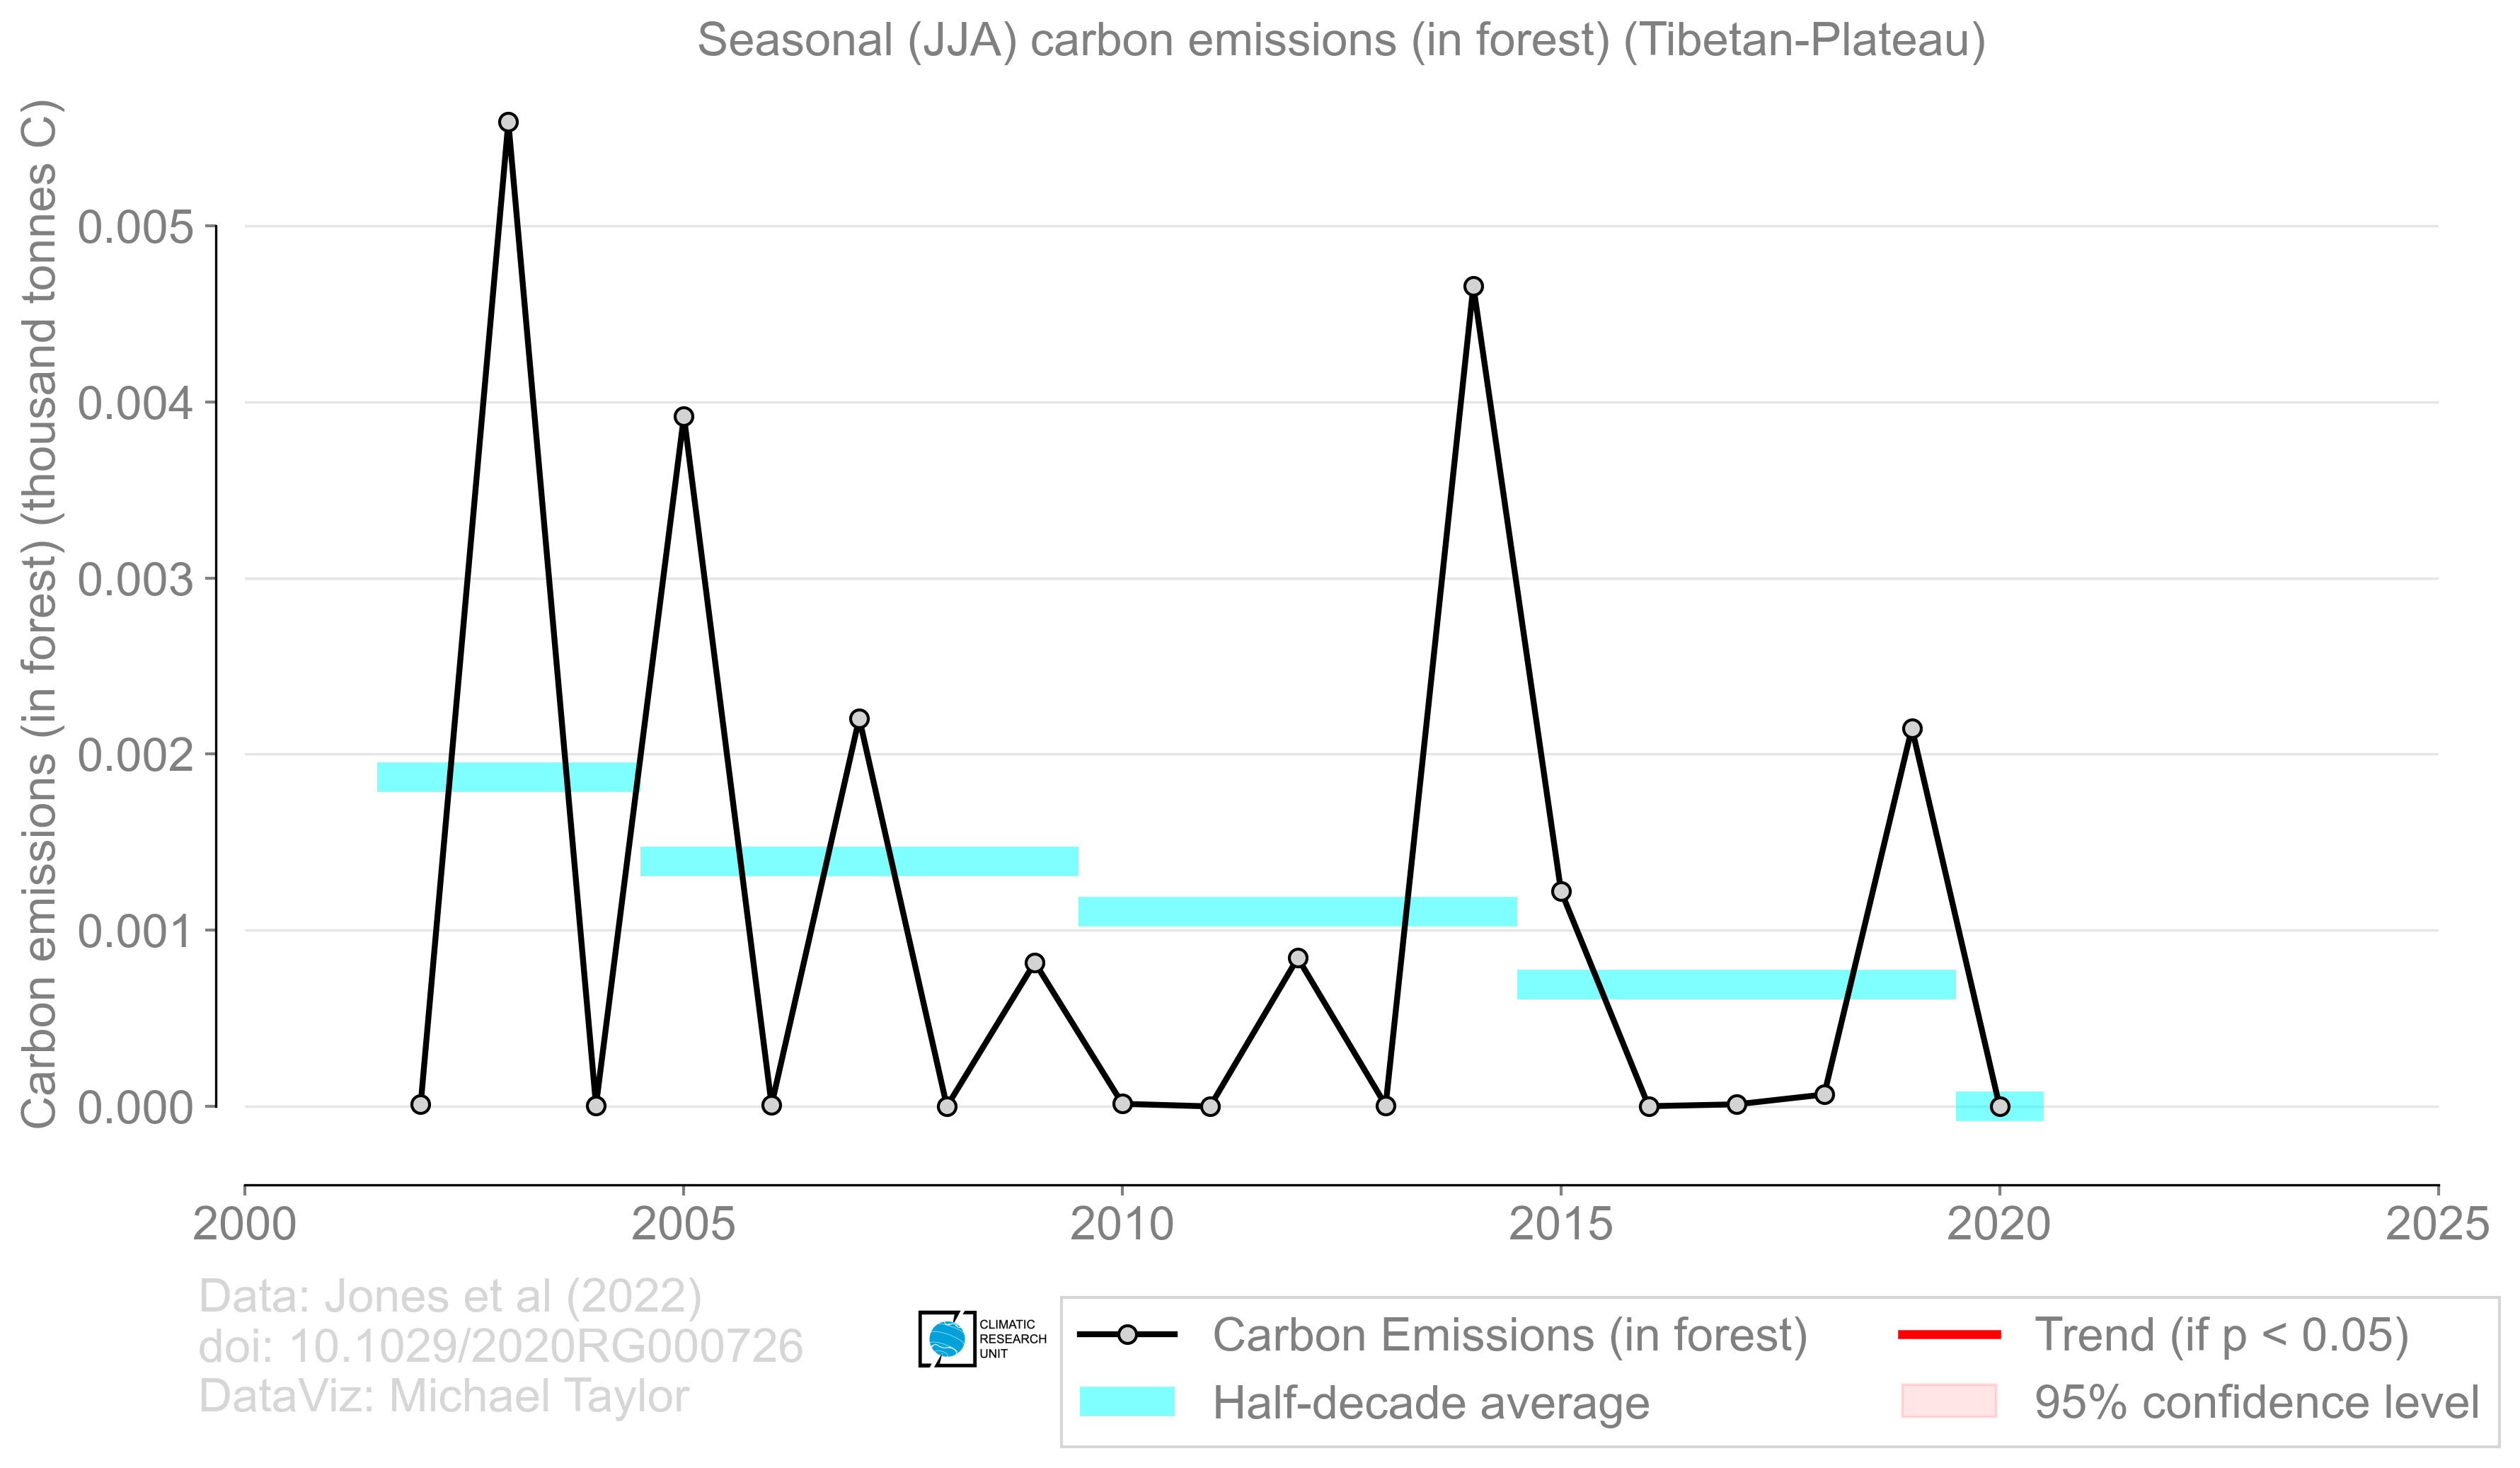 Seasonal (JJA) carbon emissions (in forest) (Tibetan-Plateau)
Carbon emissions (in forest) (thousand tonnes C)
0.005
0.004
0.003
0.002
0.001
0.000
2000
2005
2010
2015
2020
2025
Data: Jones et al (2022)
doi: 10.1029/2020RG000726
DataViz: Michael Taylor
CLIMATIC
RESEARCH
UNIT
Carbon Emissions (in forest)
Half-decade average
Trend (if p < 0.05)
95% confidence level